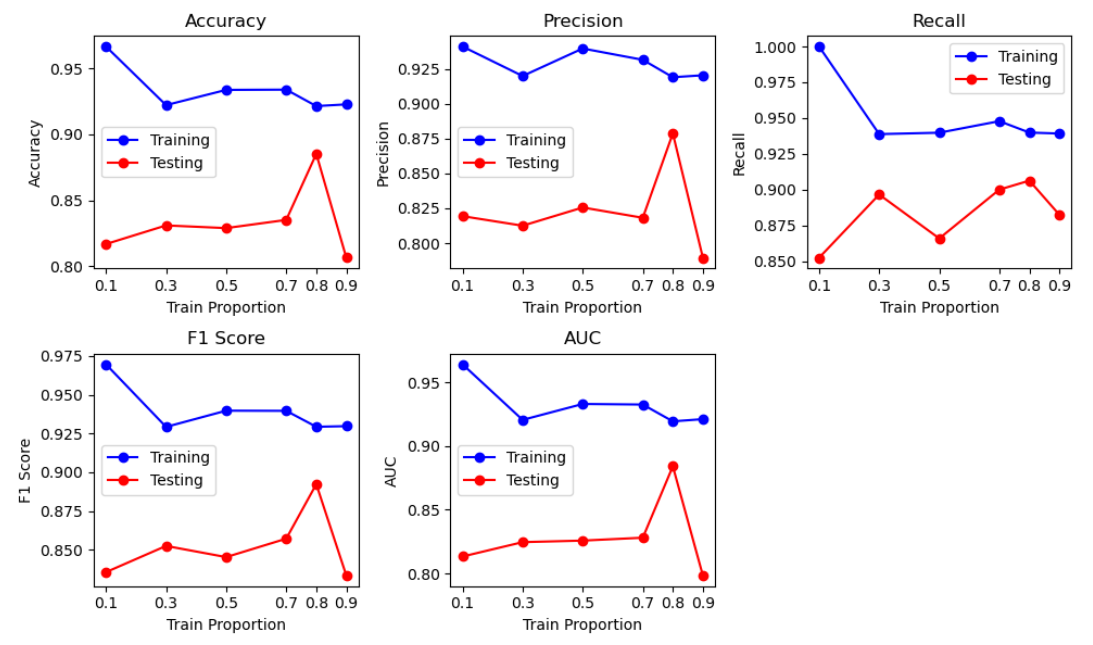 Accuracy
Accuracy
0.95
0.90
0.85
0.80
Training
Testing
0.1 0.3 0.5 0.7 0.8 0.9
Train Proportion
Precision
Precision
0.925
0.900
0.875
0.850
0.825
0.800
Training
Testing
0.1 0.3 0.5 0.7 0.8 0.9
Train Proportion
Recall
Recall
1.000
0.975
0.950
0.925
0.900
0.875
0.850
Training
Testing
0.1 0.3 0.5 0.7 0.8 0.9
Train Proportion
F1 Score
F1 Score
0.975
0.950
0.925
0.900
0.875
0.850
Training
Testing
0.1 0.3 0.5 0.7 0.8 0.9
Train Proportion
AUC
AUC
0.95
0.90
0.85
0.80
Training
Testing
0.1 0.3 0.5 0.7 0.8 0.9
Train Proportion